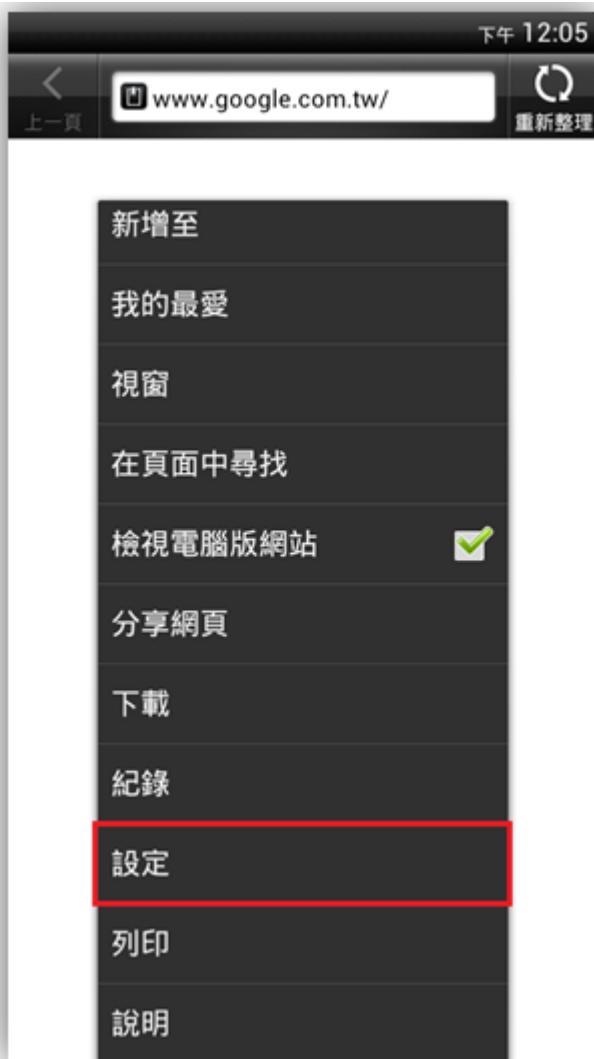 下午 12:05
上一頁
www.google.com.tw/
重新整理
新增至
我的最愛
視窗
在頁面中尋找
檢視電腦版網站
分享網頁
下載
紀錄
設定
列印
說明